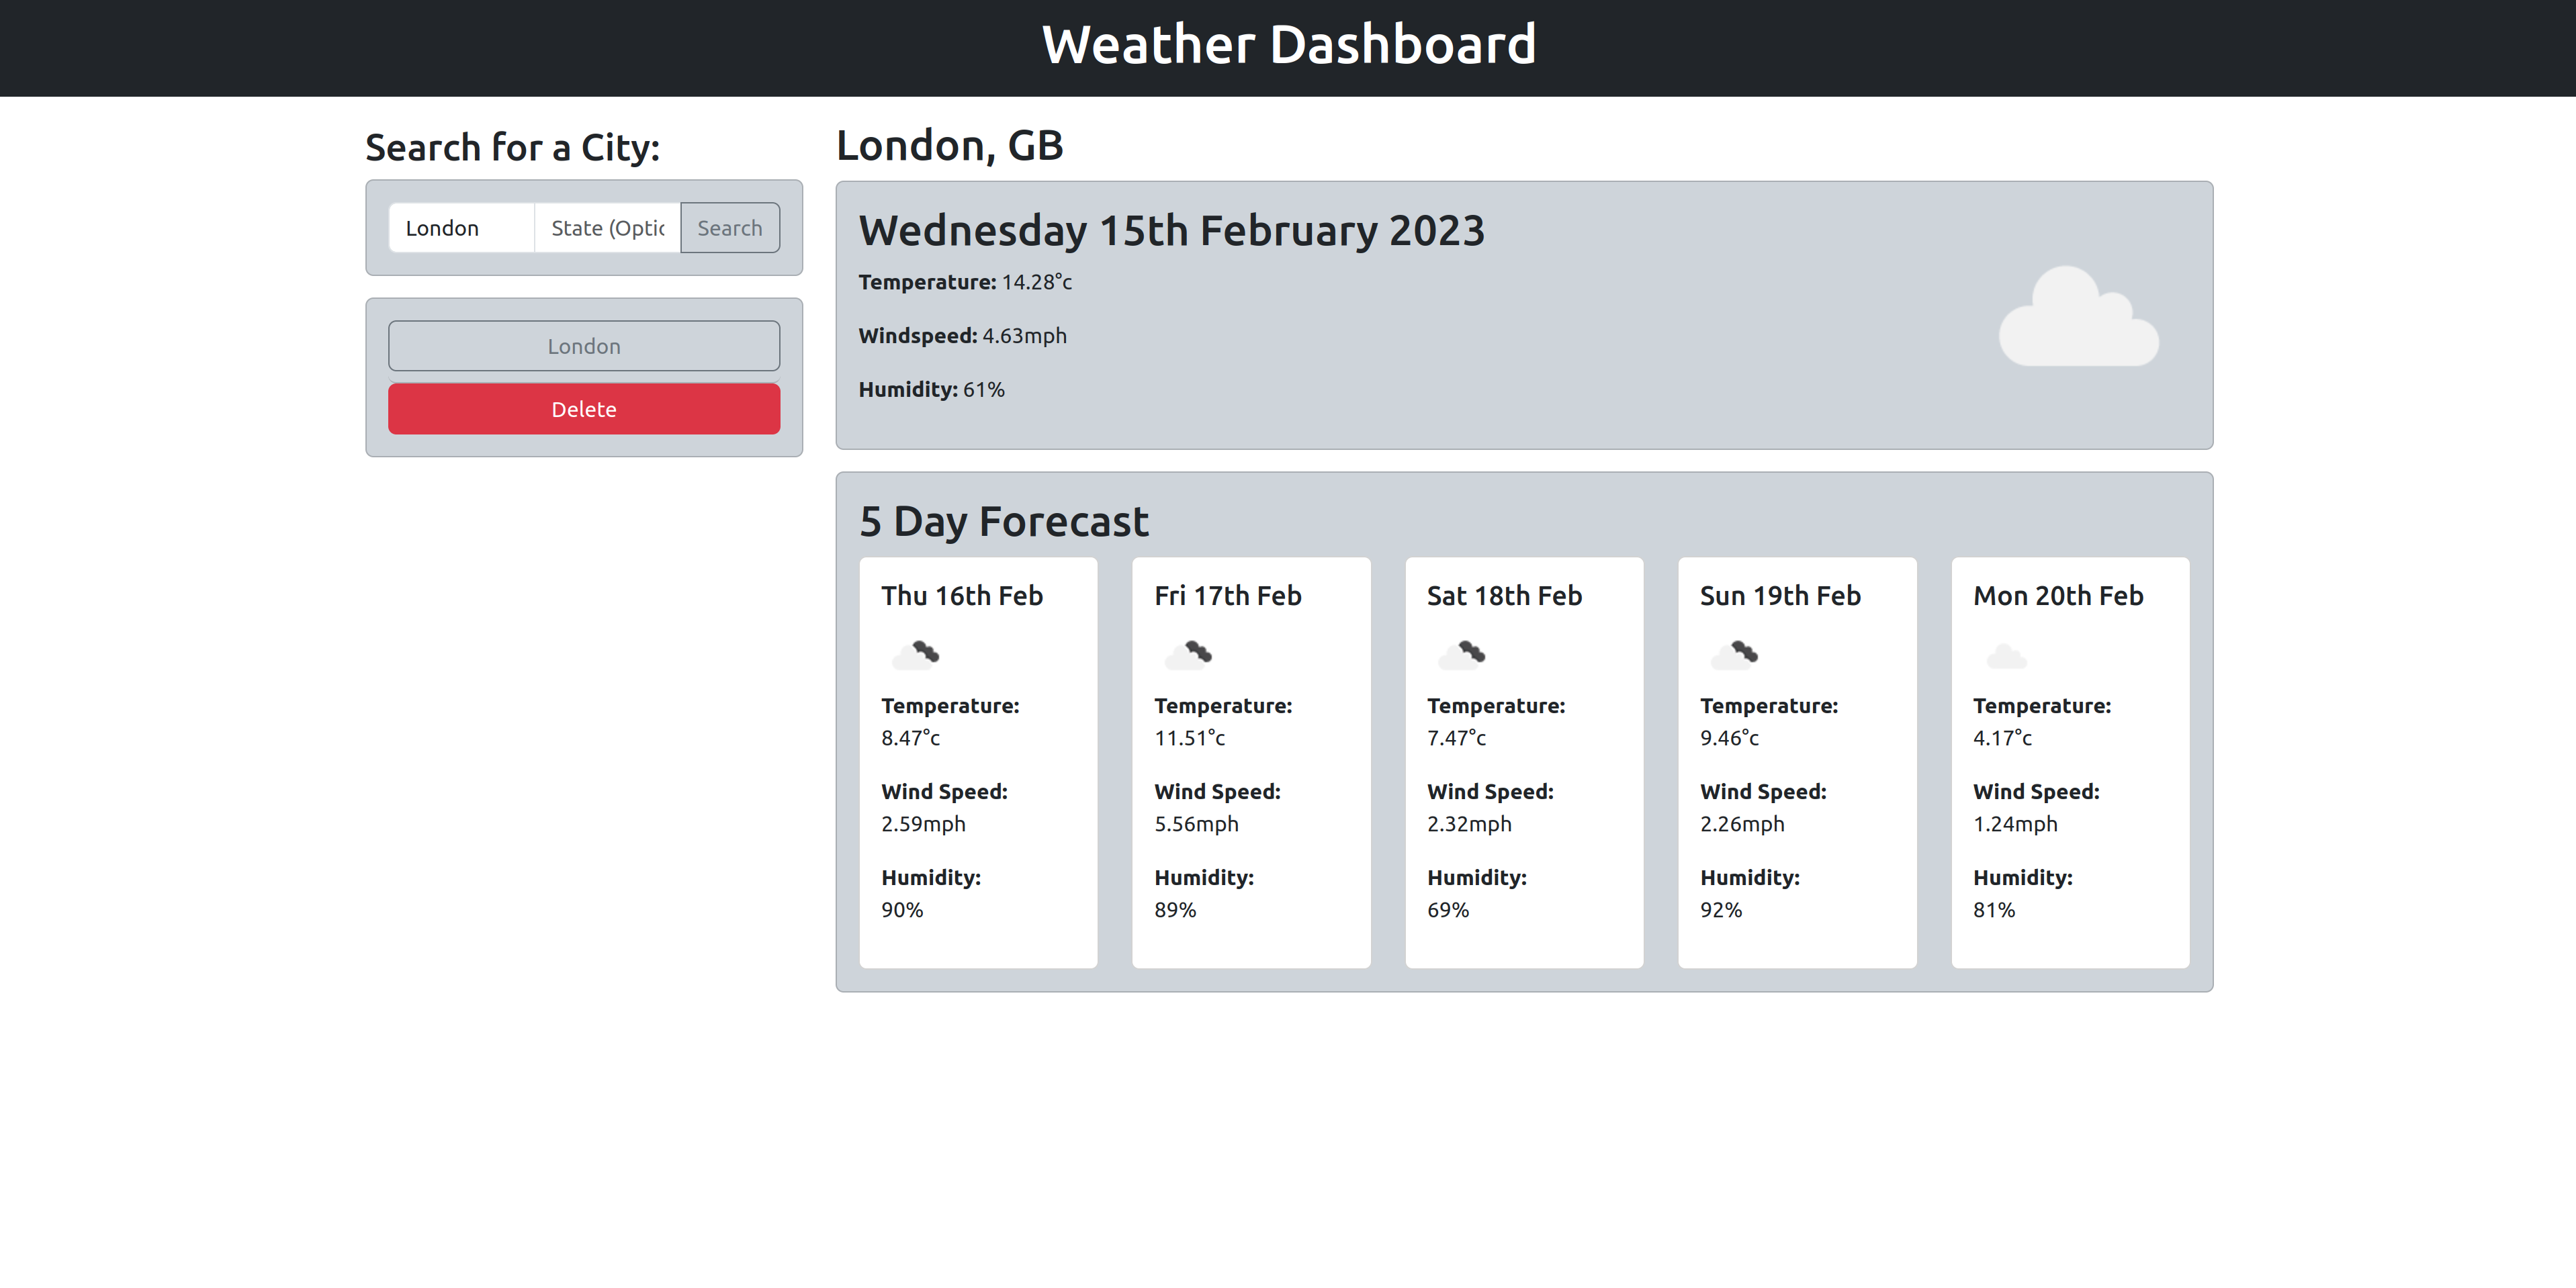 Weather Dashboard
Search for a City:
London
State (Optic
Search
London
Delete
London, GB
Wednesday 15th February 2023
Temperature: 14.28°c
Windspeed: 4.63mph
Humidity: 61%
5 Day Forecast
Thu 16th Feb
Temperature:
8.47°c
Wind Speed:
2.59mph
Humidity:
90%
Fri 17th Feb
Temperature:
11.51°c
Wind Speed:
5.56mph
Humidity:
89%
Sat 18th Feb
Temperature:
7.47°c
Wind Speed:
2.32mph
Humidity:
69%
Sun 19th Feb
Temperature:
9.46°c
Wind Speed:
2.26mph
Humidity:
92%
Mon 20th Feb
Temperature:
4.17°c
Wind Speed:
1.24mph
Humidity:
81%